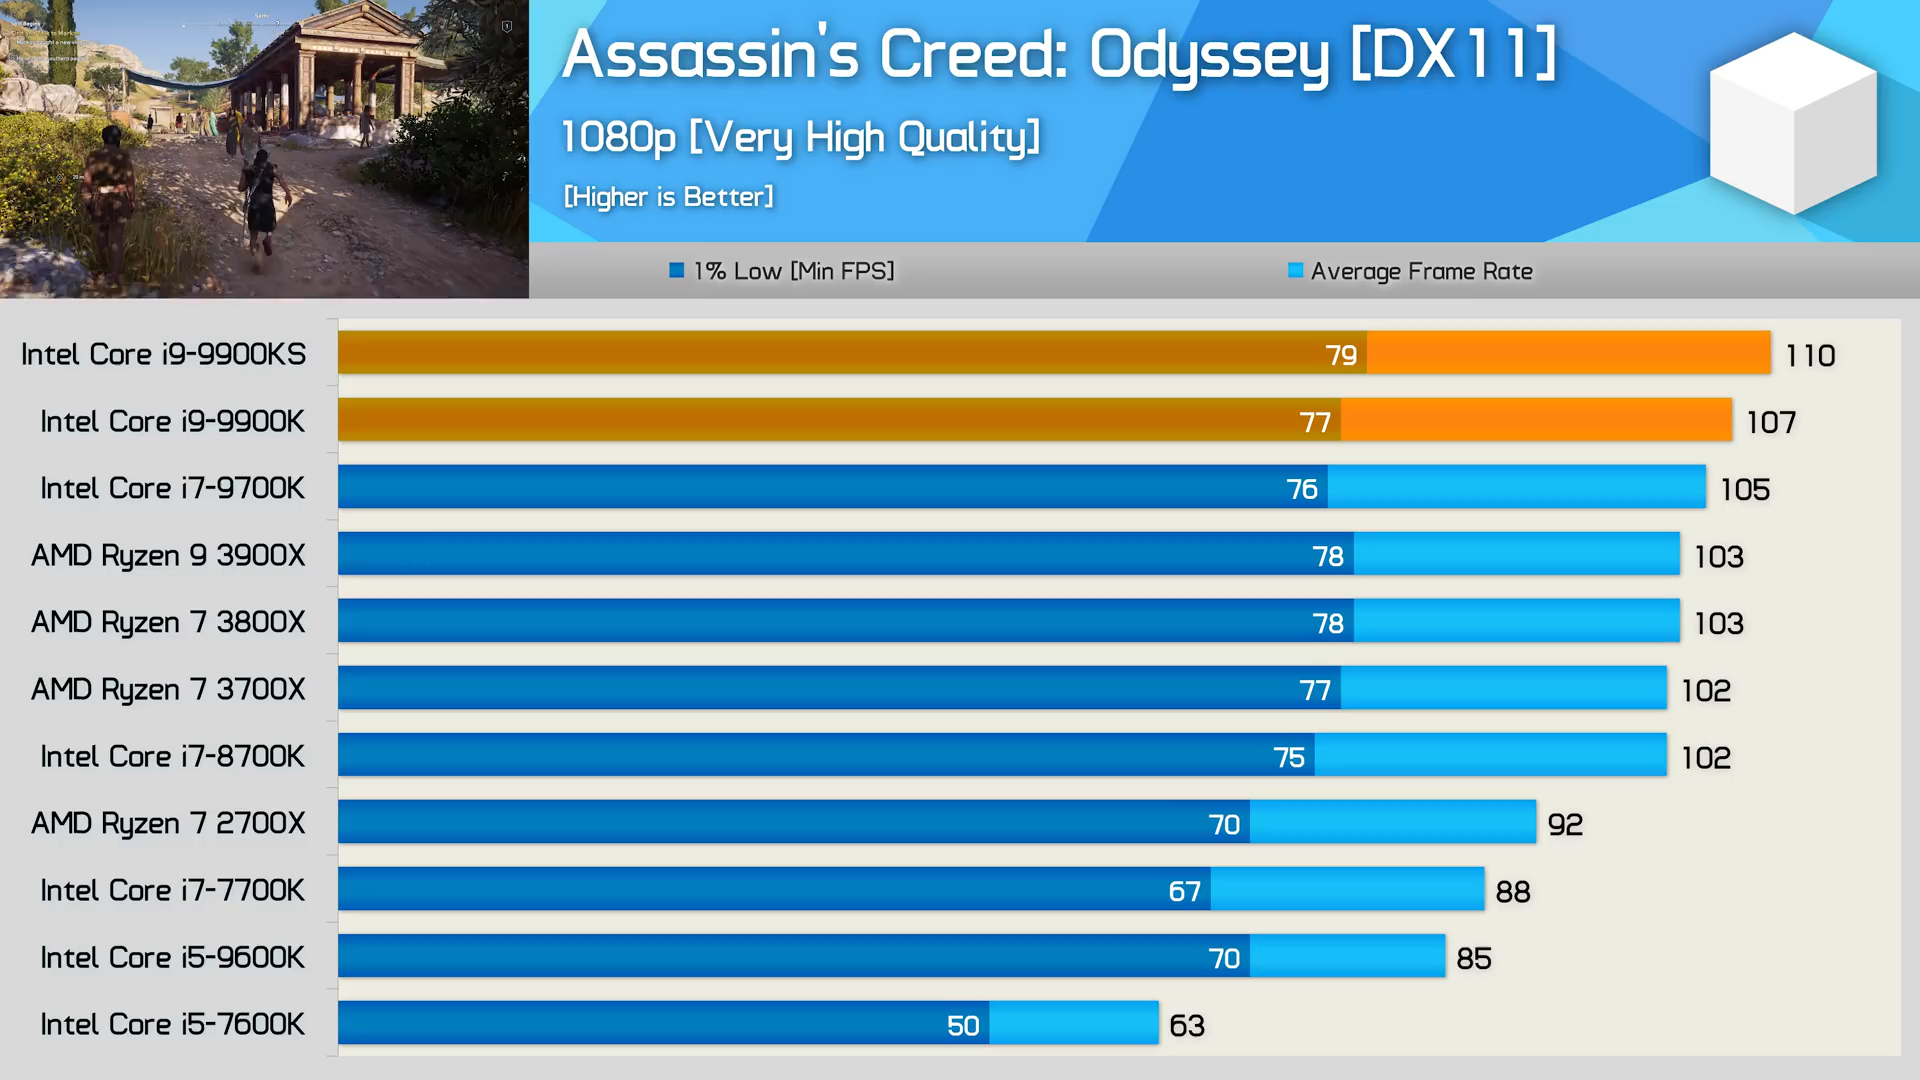 Sami
Assassin's Creed: Odyssey [DX11]
1080p [Very High Quality]
[Higher is Better]
1% Low [Min FPS]
Average Frame Rate
Intel Core i9-9900KS 79 110
Intel Core i9-9900K 77 107
Intel Core i7-9700K 76 105
AMD Ryzen 9 3900X 78 103
AMD Ryzen 7 3800X 78 103
AMD Ryzen 7 3700X 77 102
Intel Core i7-8700K 75 102
AMD Ryzen 7 2700X 70 92
Intel Core i7-7700K 67 88
Intel Core i5-9600K 70 85
Intel Core i5-7600K 50 63